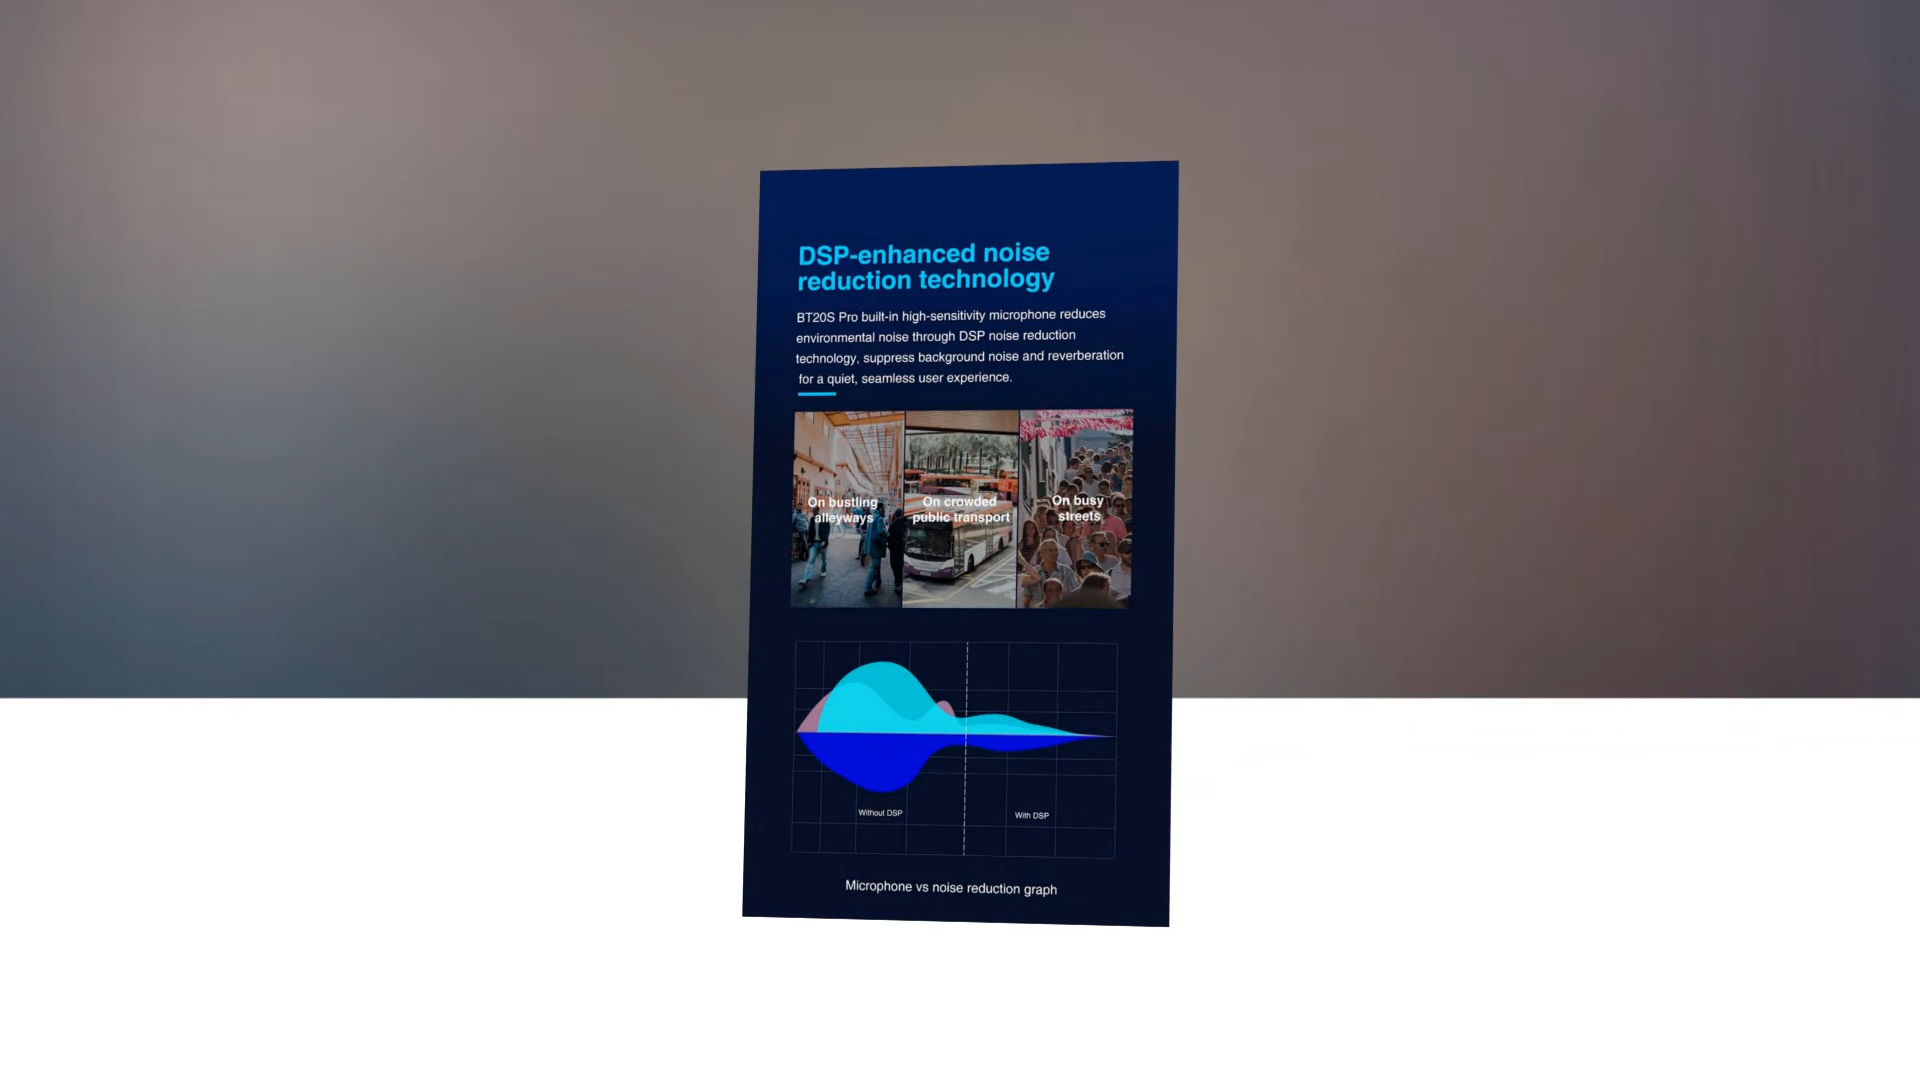 DSP-enhanced noise
reduction technology
BT20S Pro built-in high-sensitivity microphone reduces
environmental noise through DSP noise reduction
technology, suppress background noise and reverberation
for a quiet, seamless user experience.
On bustling
alleyways
On crowded
public transport
On busy
streets
Without DSP
With DSP
Microphone vs noise reduction graph